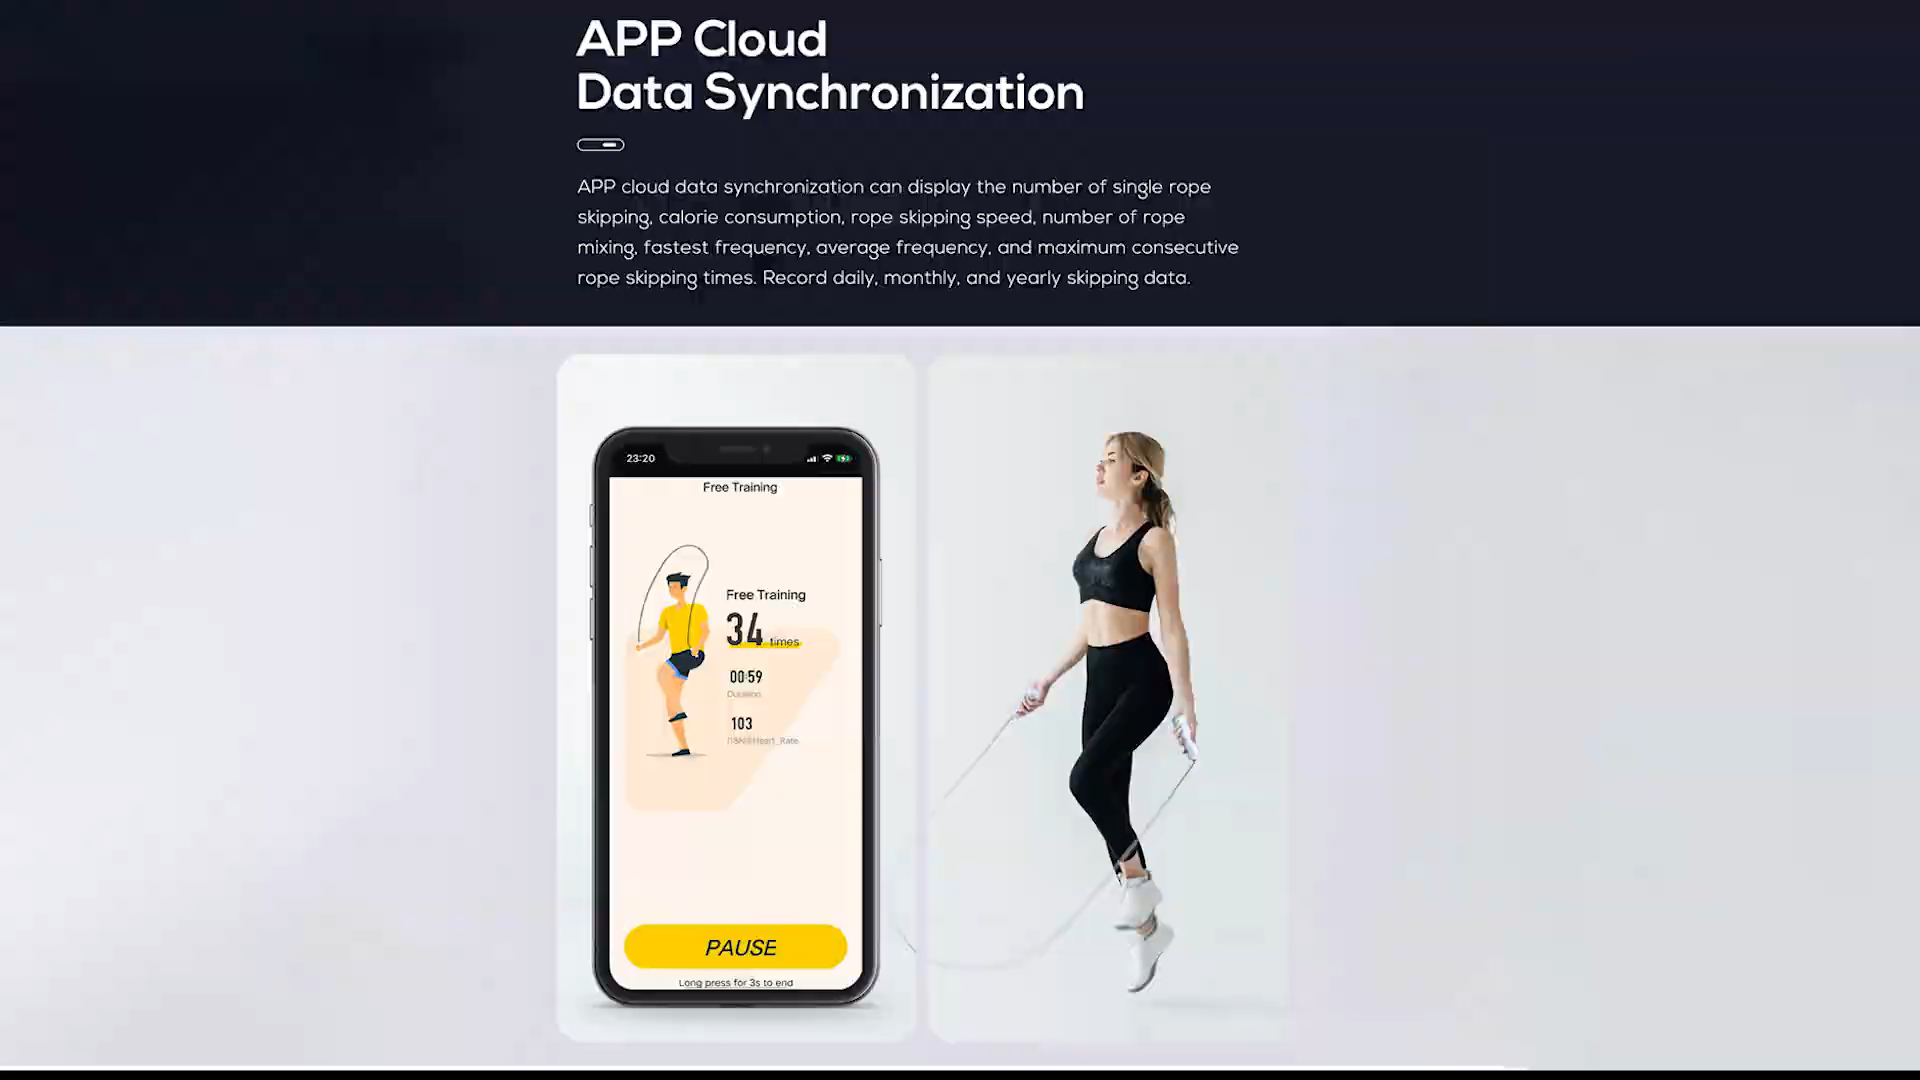 APP Cloud
Data Synchronization
APP cloud data synchronization can display the number of single rope
skipping, calorie consumption, rope skipping speed, number of rope
mixing, fastest frequency, average frequency, and maximum consecutive
rope skipping times. Record daily, monthly, and yearly skipping data.
23:20
Free Training
Free Training
34 times
00:59
Duration
103
Heart_Rate
PAUSE
Long press for 3s to end